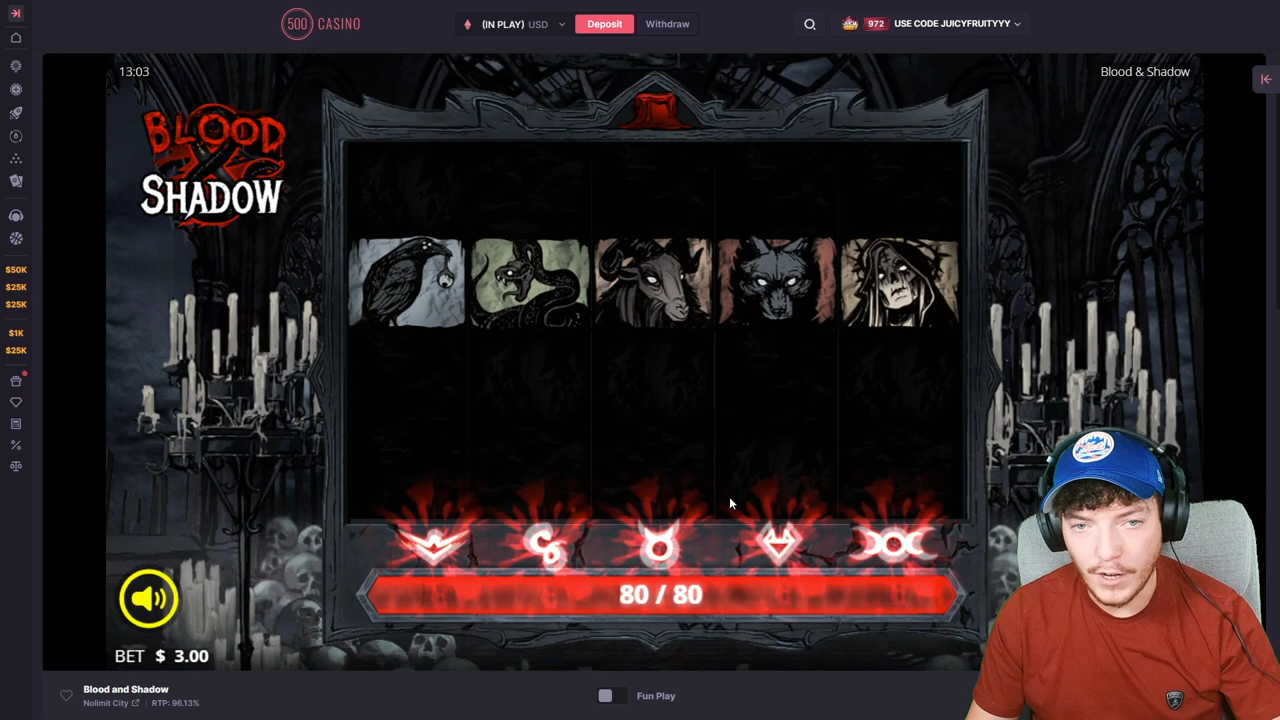 500 CASINO
(IN PLAY) USD
Deposit
Withdraw
972
USE CODE JUICYFRUITYYY
13:03
Blood & Shadow
BLOOD
&
SHADOW
$50K
$25K
$25K
$1K
$25K
80 / 80
BET $ 3.00
Blood and Shadow
Nolimit City | RTP: 96.13%
Fun Play